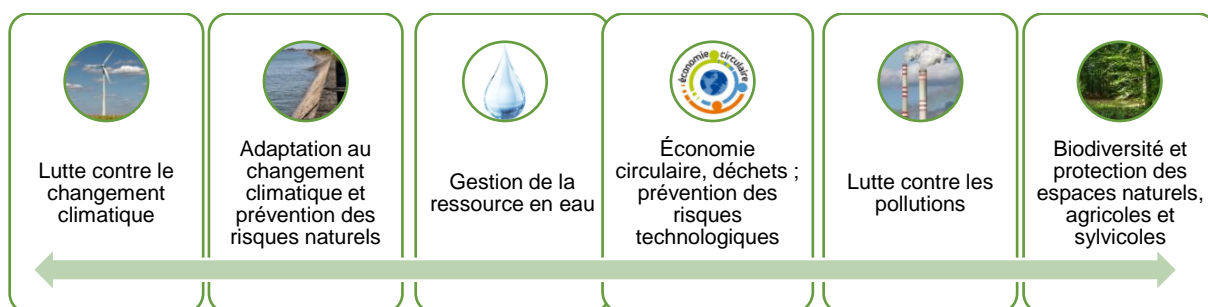 économie circulaire
Lutte contre le
changement
climatique
Adaptation au
changement
climatique et
prévention des
risques naturels
Gestion de la
ressource en eau
Économie
circulaire, déchets ;
prévention des
risques
technologiques
Lutte contre les
pollutions
Biodiversité et
protection des
espaces naturels,
agricoles et
sylvicoles